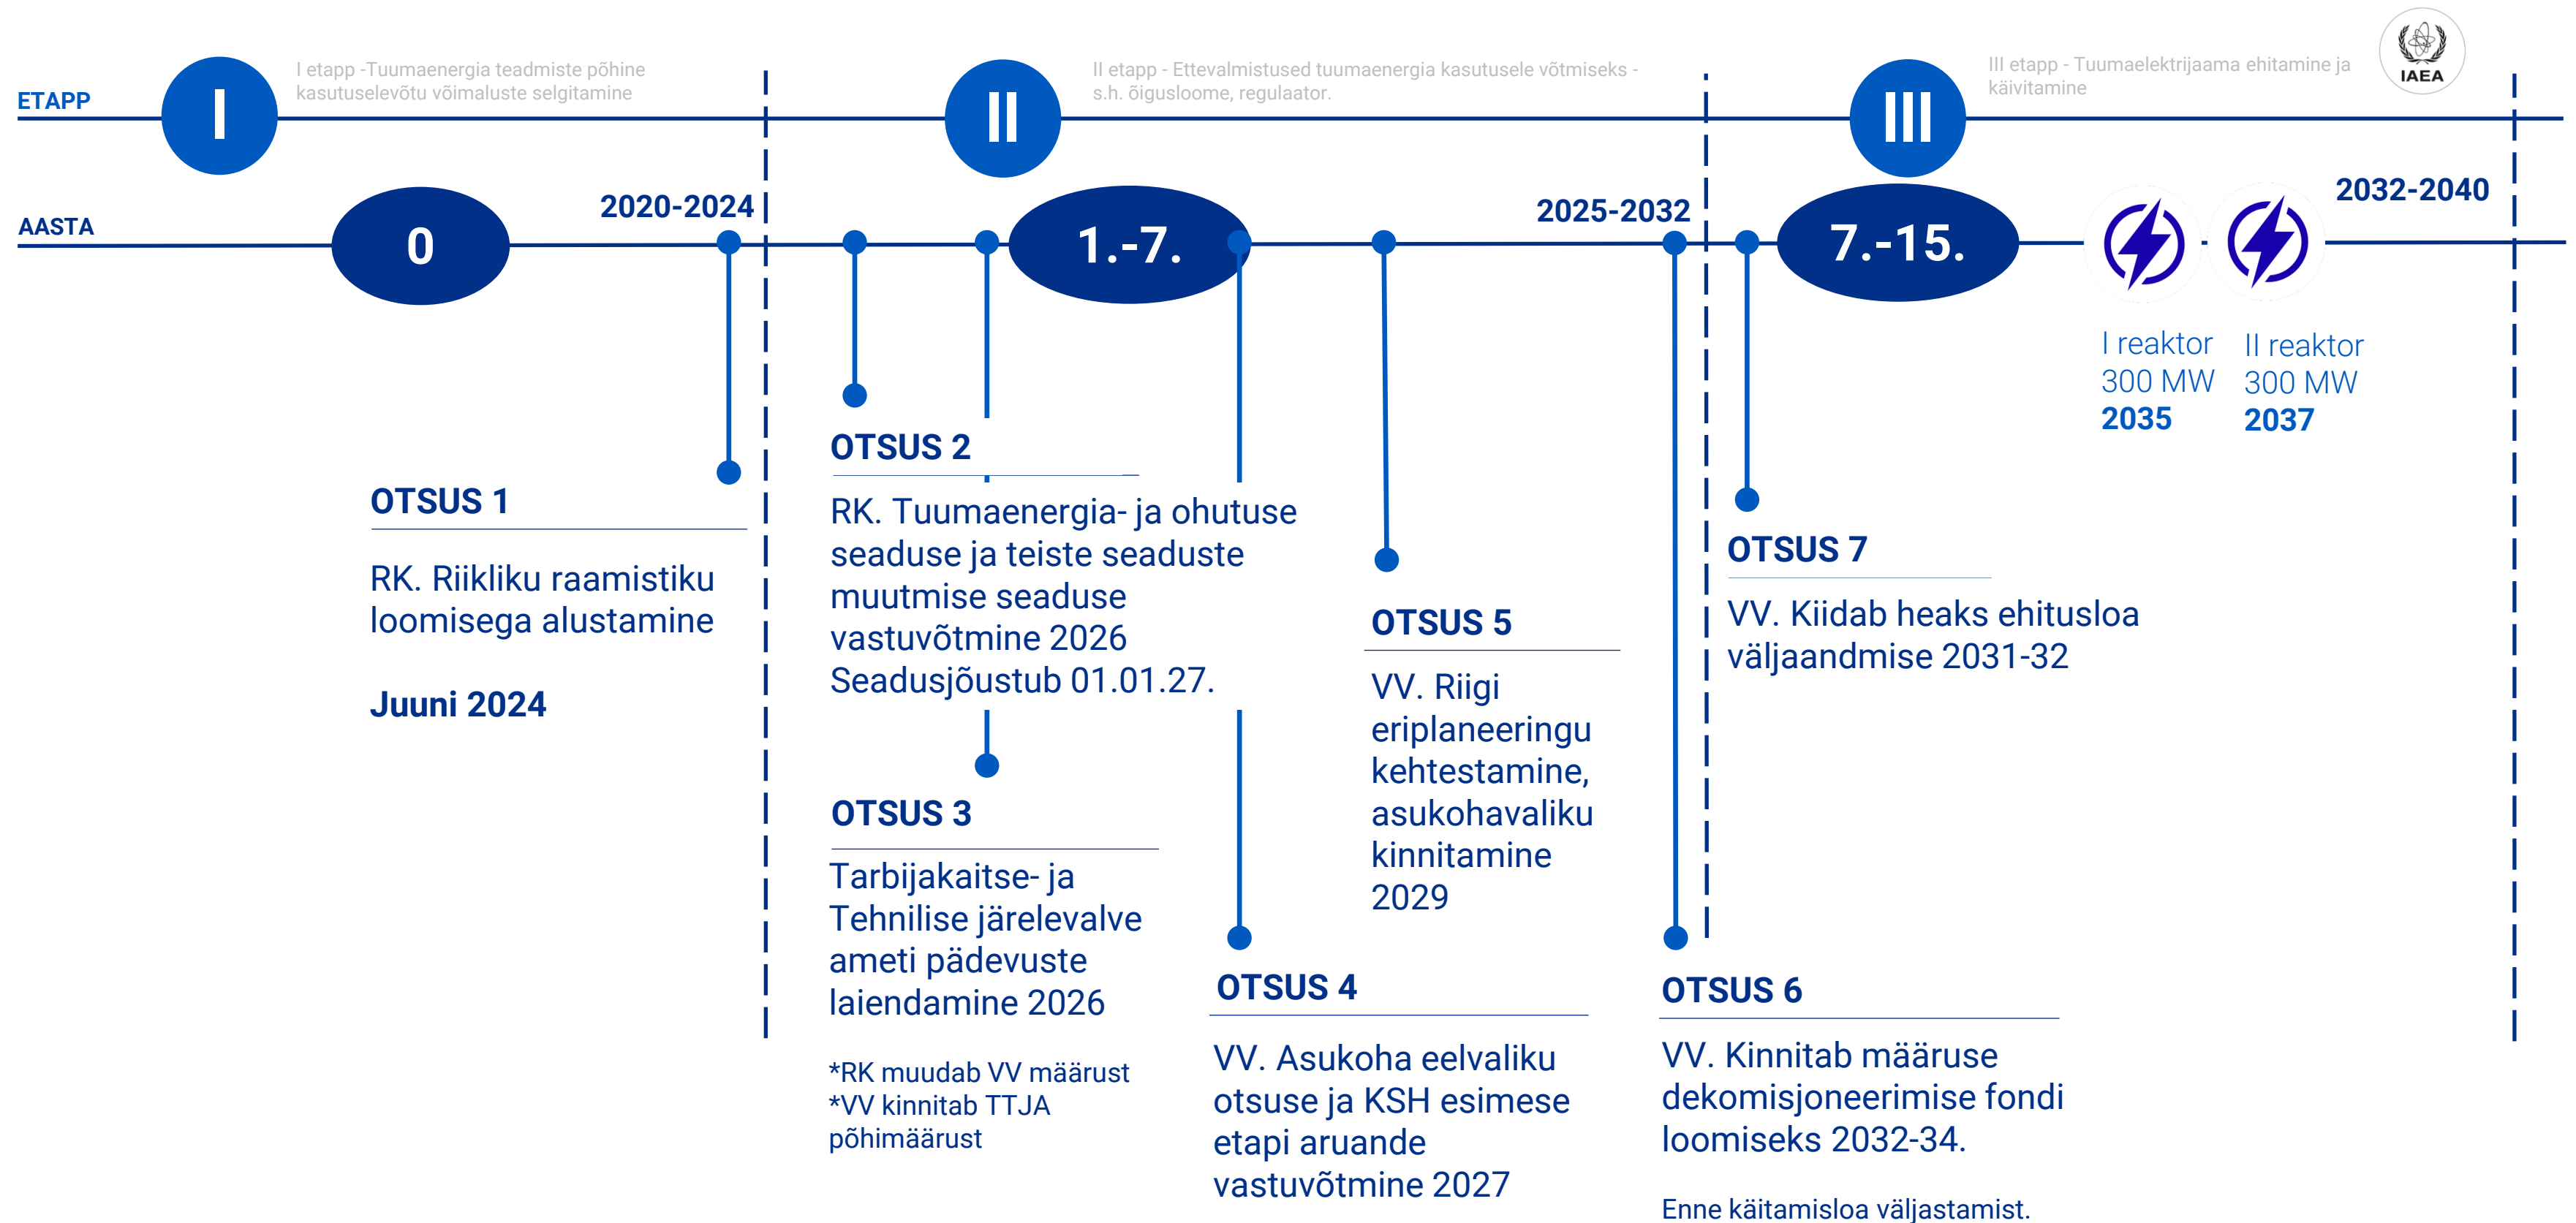 I etapp -Tuumaenergia teadmiste põhine
kasutuselevõtu võimaluste selgitamine
II etapp - Ettevalmistused tuumaenergia kasutusele võtmiseks -
s.h. õigusloome, regulaator.
III etapp - Tuumaelektrijaama ehitamine ja
käivitamine
IAEA
ETAPP
I
II
III
AASTA
0
2020-2024
1.-7.
2025-2032
7.-15.
2032-2040
I reaktor
300 MW
2035
II reaktor
300 MW
2037
OTSUS 1
RK. Riikliku raamistiku
loomisega alustamine
Juuni 2024
OTSUS 2
RK. Tuumaenergia- ja ohutuse
seaduse ja teiste seaduste
muutmise seaduse
vastuvõtmine 2026
Seadusjõustub 01.01.27.
OTSUS 3
Tarbijakaitse- ja
Tehnilise järelevalve
ameti pädevuste
laiendamine 2026
*RK muudab VV määrust
*VV kinnitab TTJA
põhimäärust
OTSUS 4
VV. Asukoha eelvaliku
otsuse ja KSH esimese
etapi aruande
vastuvõtmine 2027
OTSUS 5
VV. Riigi
eriplaneeringu
kehtestamine,
asukohavaliku
kinnitamine
2029
OTSUS 6
VV. Kinnitab määruse
dekomisjoneerimise fondi
loomiseks 2032-34.
Enne käitamisloa väljastamist.
OTSUS 7
VV. Kiidab heaks ehitusloa
väljaandmise 2031-32